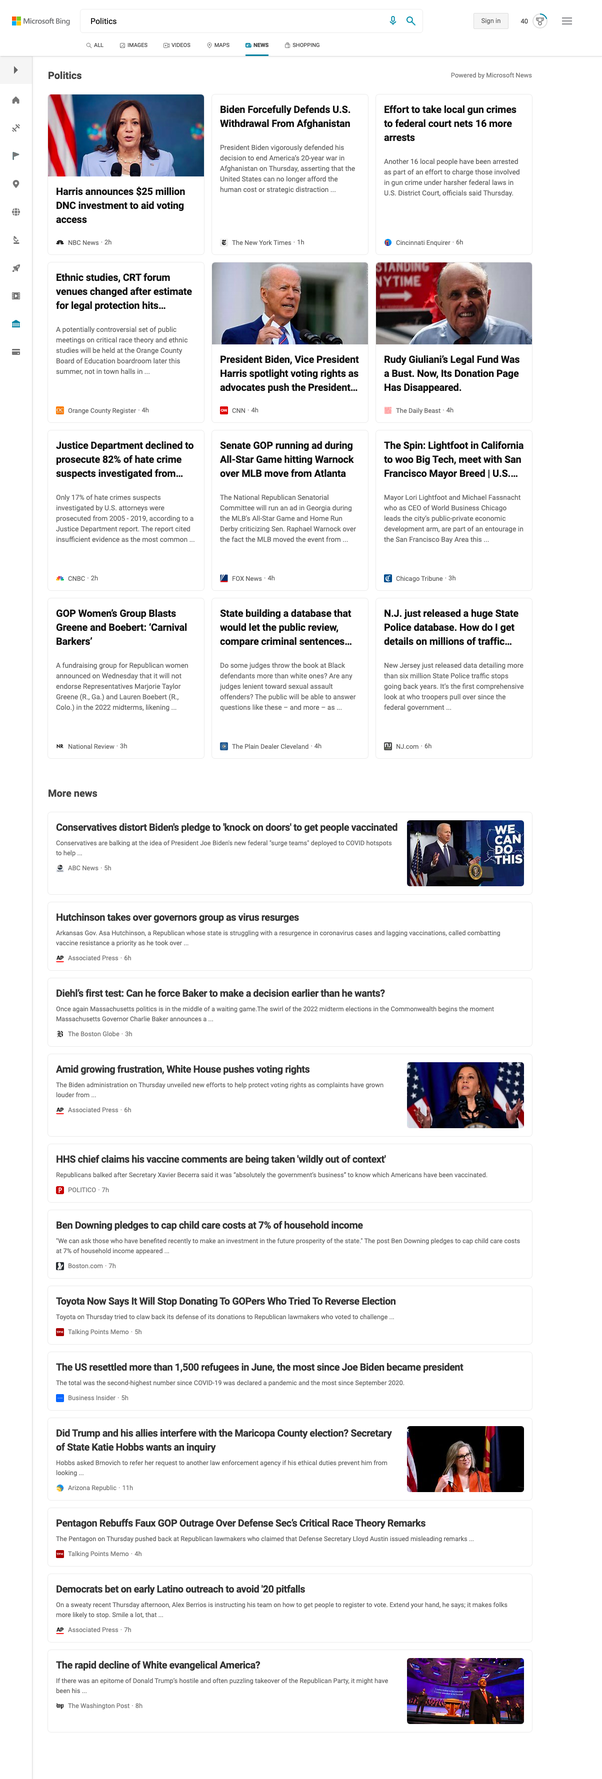 Microsoft Bing
Politics
Sign in
40
ALL
IMAGES
VIDEOS
MAPS
NEWS
SHOPPING
Politics
Powered by Microsoft News
Harris announces $25 million
DNC investment to aid voting
access
NBC News · 2h
Biden Forcefully Defends U.S.
Withdrawal From Afghanistan
President Biden vigorously defended his
decision to end America's 20-year war in
Afghanistan on Thursday, asserting that the
United States can no longer afford the
human cost or strategic distraction ...
The New York Times · 1h
Effort to take local gun crimes
to federal court nets 16 more
arrests
Another 16 local people have been arrested
as part of an effort to charge those involved
in gun crime under harsher federal laws in
U.S. District Court, officials said Thursday.
Cincinnati Enquirer · 6h
Ethnic studies, CRT forum
venues changed after estimate
for legal protection hits...
A potentially controversial set of public
meetings on critical race theory and ethnic
studies will be held at the Orange County
Board of Education boardroom later this
summer, not in town halls in ...
Orange County Register · 4h
President Biden, Vice President
Harris spotlight voting rights as
advocates push the President...
CNN · 4h
STANDING
NYTIME
Rudy Giuliani's Legal Fund Was
a Bust. Now, Its Donation Page
Has Disappeared.
The Daily Beast · 4h
Justice Department declined to
prosecute 82% of hate crime
suspects investigated from...
Only 17% of hate crimes suspects
investigated by U.S. attorneys were
prosecuted from 2005 - 2019, according to a
Justice Department report. The report cited
insufficient evidence as the most common ...
CNBC · 2h
Senate GOP running ad during
All-Star Game hitting Warnock
over MLB move from Atlanta
The National Republican Senatorial
Committee will run an ad in Georgia during
the MLB's All-Star Game and Home Run
Derby criticizing Sen. Raphael Warnock over
the fact the MLB moved the event from ...
FOX News · 4h
The Spin: Lightfoot in California
to woo Big Tech, meet with San
Francisco Mayor Breed | U.S....
Mayor Lori Lightfoot and Michael Fassnacht
who as CEO of World Business Chicago
leads the city's public-private economic
development arm, are part of an entourage in
the San Francisco Bay Area this ...
Chicago Tribune · 3h
GOP Women's Group Blasts
Greene and Boebert: 'Carnival
Barkers'
A fundraising group for Republican women
announced on Wednesday that it will not
endorse Representatives Marjorie Taylor
Greene (R., Ga.) and Lauren Boebert (R.,
Colo.) in the 2022 midterms, likening ...
National Review · 3h
State building a database that
would let the public review,
compare criminal sentences...
Do some judges throw the book at Black
defendants more than white ones? Are any
judges lenient toward sexual assault
offenders? The public will be able to answer
questions like these – and more – as ...
The Plain Dealer Cleveland · 4h
N.J. just released a huge State
Police database. How do I get
details on millions of traffic...
New Jersey just released data detailing more
than six million State Police traffic stops
going back years. It's the first comprehensive
look at who troopers pull over since the
federal government ...
NJ.com · 6h
More news
Conservatives distort Biden's pledge to 'knock on doors' to get people vaccinated
Conservatives are balking at the idea of President Joe Biden's new federal "surge teams" deployed to COVID hotspots
to help ...
ABC News · 5h
WE
CAN
DO
THIS
Hutchinson takes over governors group as virus resurges
Arkansas Gov. Asa Hutchinson, a Republican whose state is struggling with a resurgence in coronavirus cases and lagging vaccinations, called combatting
vaccine resistance a priority as he took over ...
Associated Press · 6h
Diehl's first test: Can he force Baker to make a decision earlier than he wants?
Once again Massachusetts politics is in the middle of a waiting game.The swirl of the 2022 midterm elections in the Commonwealth begins the moment
Massachusetts Governor Charlie Baker announces a ...
The Boston Globe · 3h
Amid growing frustration, White House pushes voting rights
The Biden administration on Thursday unveiled new efforts to help protect voting rights as complaints have grown
louder from ...
Associated Press · 6h
HHS chief claims his vaccine comments are being taken 'wildly out of context'
Republicans balked after Secretary Xavier Becerra said it was "absolutely the government's business" to know which Americans have been vaccinated.
POLITICO · 7h
Ben Downing pledges to cap child care costs at 7% of household income
"We can ask those who have benefited recently to make an investment in the future prosperity of the state." The post Ben Downing pledges to cap child care costs
at 7% of household income appeared ...
Boston.com · 7h
Toyota Now Says It Will Stop Donating To GOPers Who Tried To Reverse Election
Toyota on Thursday tried to claw back its defense of its donations to Republican lawmakers who voted to challenge ...
Talking Points Memo · 5h
The US resettled more than 1,500 refugees in June, the most since Joe Biden became president
The total was the second-highest number since COVID-19 was declared a pandemic and the most since September 2020.
Business Insider · 5h
Did Trump and his allies interfere with the Maricopa County election? Secretary
of State Katie Hobbs wants an inquiry
Hobbs asked Brnovich to refer her request to another law enforcement agency if his ethical duties prevent him from
looking ...
Arizona Republic · 11h
Pentagon Rebuffs Faux GOP Outrage Over Defense Sec's Critical Race Theory Remarks
The Pentagon on Thursday pushed back at Republican lawmakers who claimed that Defense Secretary Lloyd Austin issued misleading remarks ...
Talking Points Memo · 4h
Democrats bet on early Latino outreach to avoid '20 pitfalls
On a sweaty recent Thursday afternoon, Alex Berrios is instructing his team on how to get people to register to vote. Extend your hand, he says; it makes folks
more likely to stop. Smile a lot, that ...
Associated Press · 7h
The rapid decline of White evangelical America?
If there was an epitome of Donald Trump's hostile and often puzzling takeover of the Republican Party, it might have
been his ...
The Washington Post · 8h